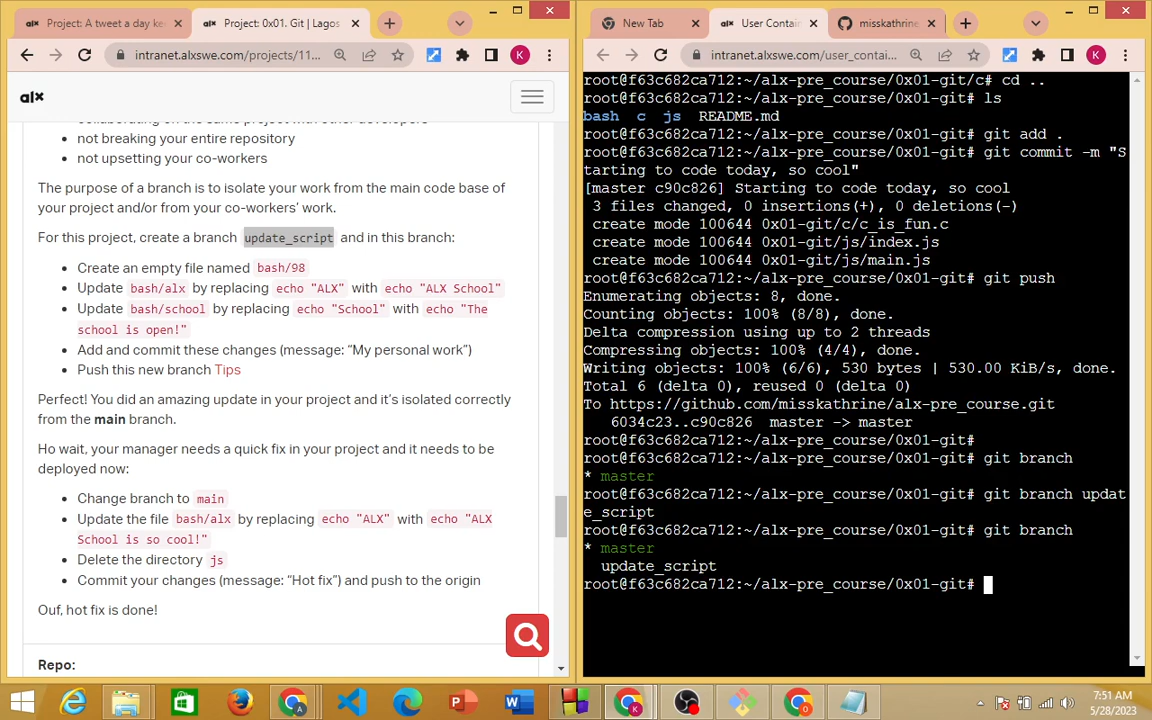 Project: A tweet a day ke
Project: 0x01. Git | Lagos
intranet.alxswe.com/projects/11...
K
alx
not breaking your entire repository
not upsetting your co-workers
The purpose of a branch is to isolate your work from the main code base of
your project and/or from your co-workers' work.
For this project, create a branch update_script and in this branch:
Create an empty file named bash/98
Update bash/alx by replacing echo "ALX" with echo "ALX School"
Update bash/school by replacing echo "School" with echo "The
school is open!"
Add and commit these changes (message: “My personal work”)
Push this new branch Tips
Perfect! You did an amazing update in your project and it's isolated correctly
from the main branch.
Ho wait, your manager needs a quick fix in your project and it needs to be
deployed now:
Change branch to main
Update the file bash/alx by replacing echo "ALX" with echo "ALX
School is so cool!"
Delete the directory js
Commit your changes (message: “Hot fix”) and push to the origin
Ouf, hot fix is done!
Repo:
New Tab
User Contai
misskathrine
intranet.alxswe.com/user_contai...
K
root@f63c682ca712:~/alx-pre_course/0x01-git/c# cd ..
root@f63c682ca712:~/alx-pre_course/0x01-git# ls
bash c js README.md
root@f63c682ca712:~/alx-pre_course/0x01-git# git add .
root@f63c682ca712:~/alx-pre_course/0x01-git# git commit -m "S
tarting to code today, so cool"
[master c90c826] Starting to code today, so cool
3 files changed, 0 insertions(+), 0 deletions(-)
create mode 100644 0x01-git/c/c_is_fun.c
create mode 100644 0x01-git/js/index.js
create mode 100644 0x01-git/js/main.js
root@f63c682ca712:~/alx-pre_course/0x01-git# git push
Enumerating objects: 8, done.
Counting objects: 100% (8/8), done.
Delta compression using up to 2 threads
Compressing objects: 100% (4/4), done.
Writing objects: 100% (6/6), 530 bytes | 530.00 KiB/s, done.
Total 6 (delta 0), reused 0 (delta 0)
To https://github.com/misskathrine/alx-pre_course.git
6034c23..c90c826 master -> master
root@f63c682ca712:~/alx-pre_course/0x01-git#
root@f63c682ca712:~/alx-pre_course/0x01-git# git branch
* master
root@f63c682ca712:~/alx-pre_course/0x01-git# git branch updat
e_script
root@f63c682ca712:~/alx-pre_course/0x01-git# git branch
* master
update_script
root@f63c682ca712:~/alx-pre_course/0x01-git#
7:51 AM
5/28/2023